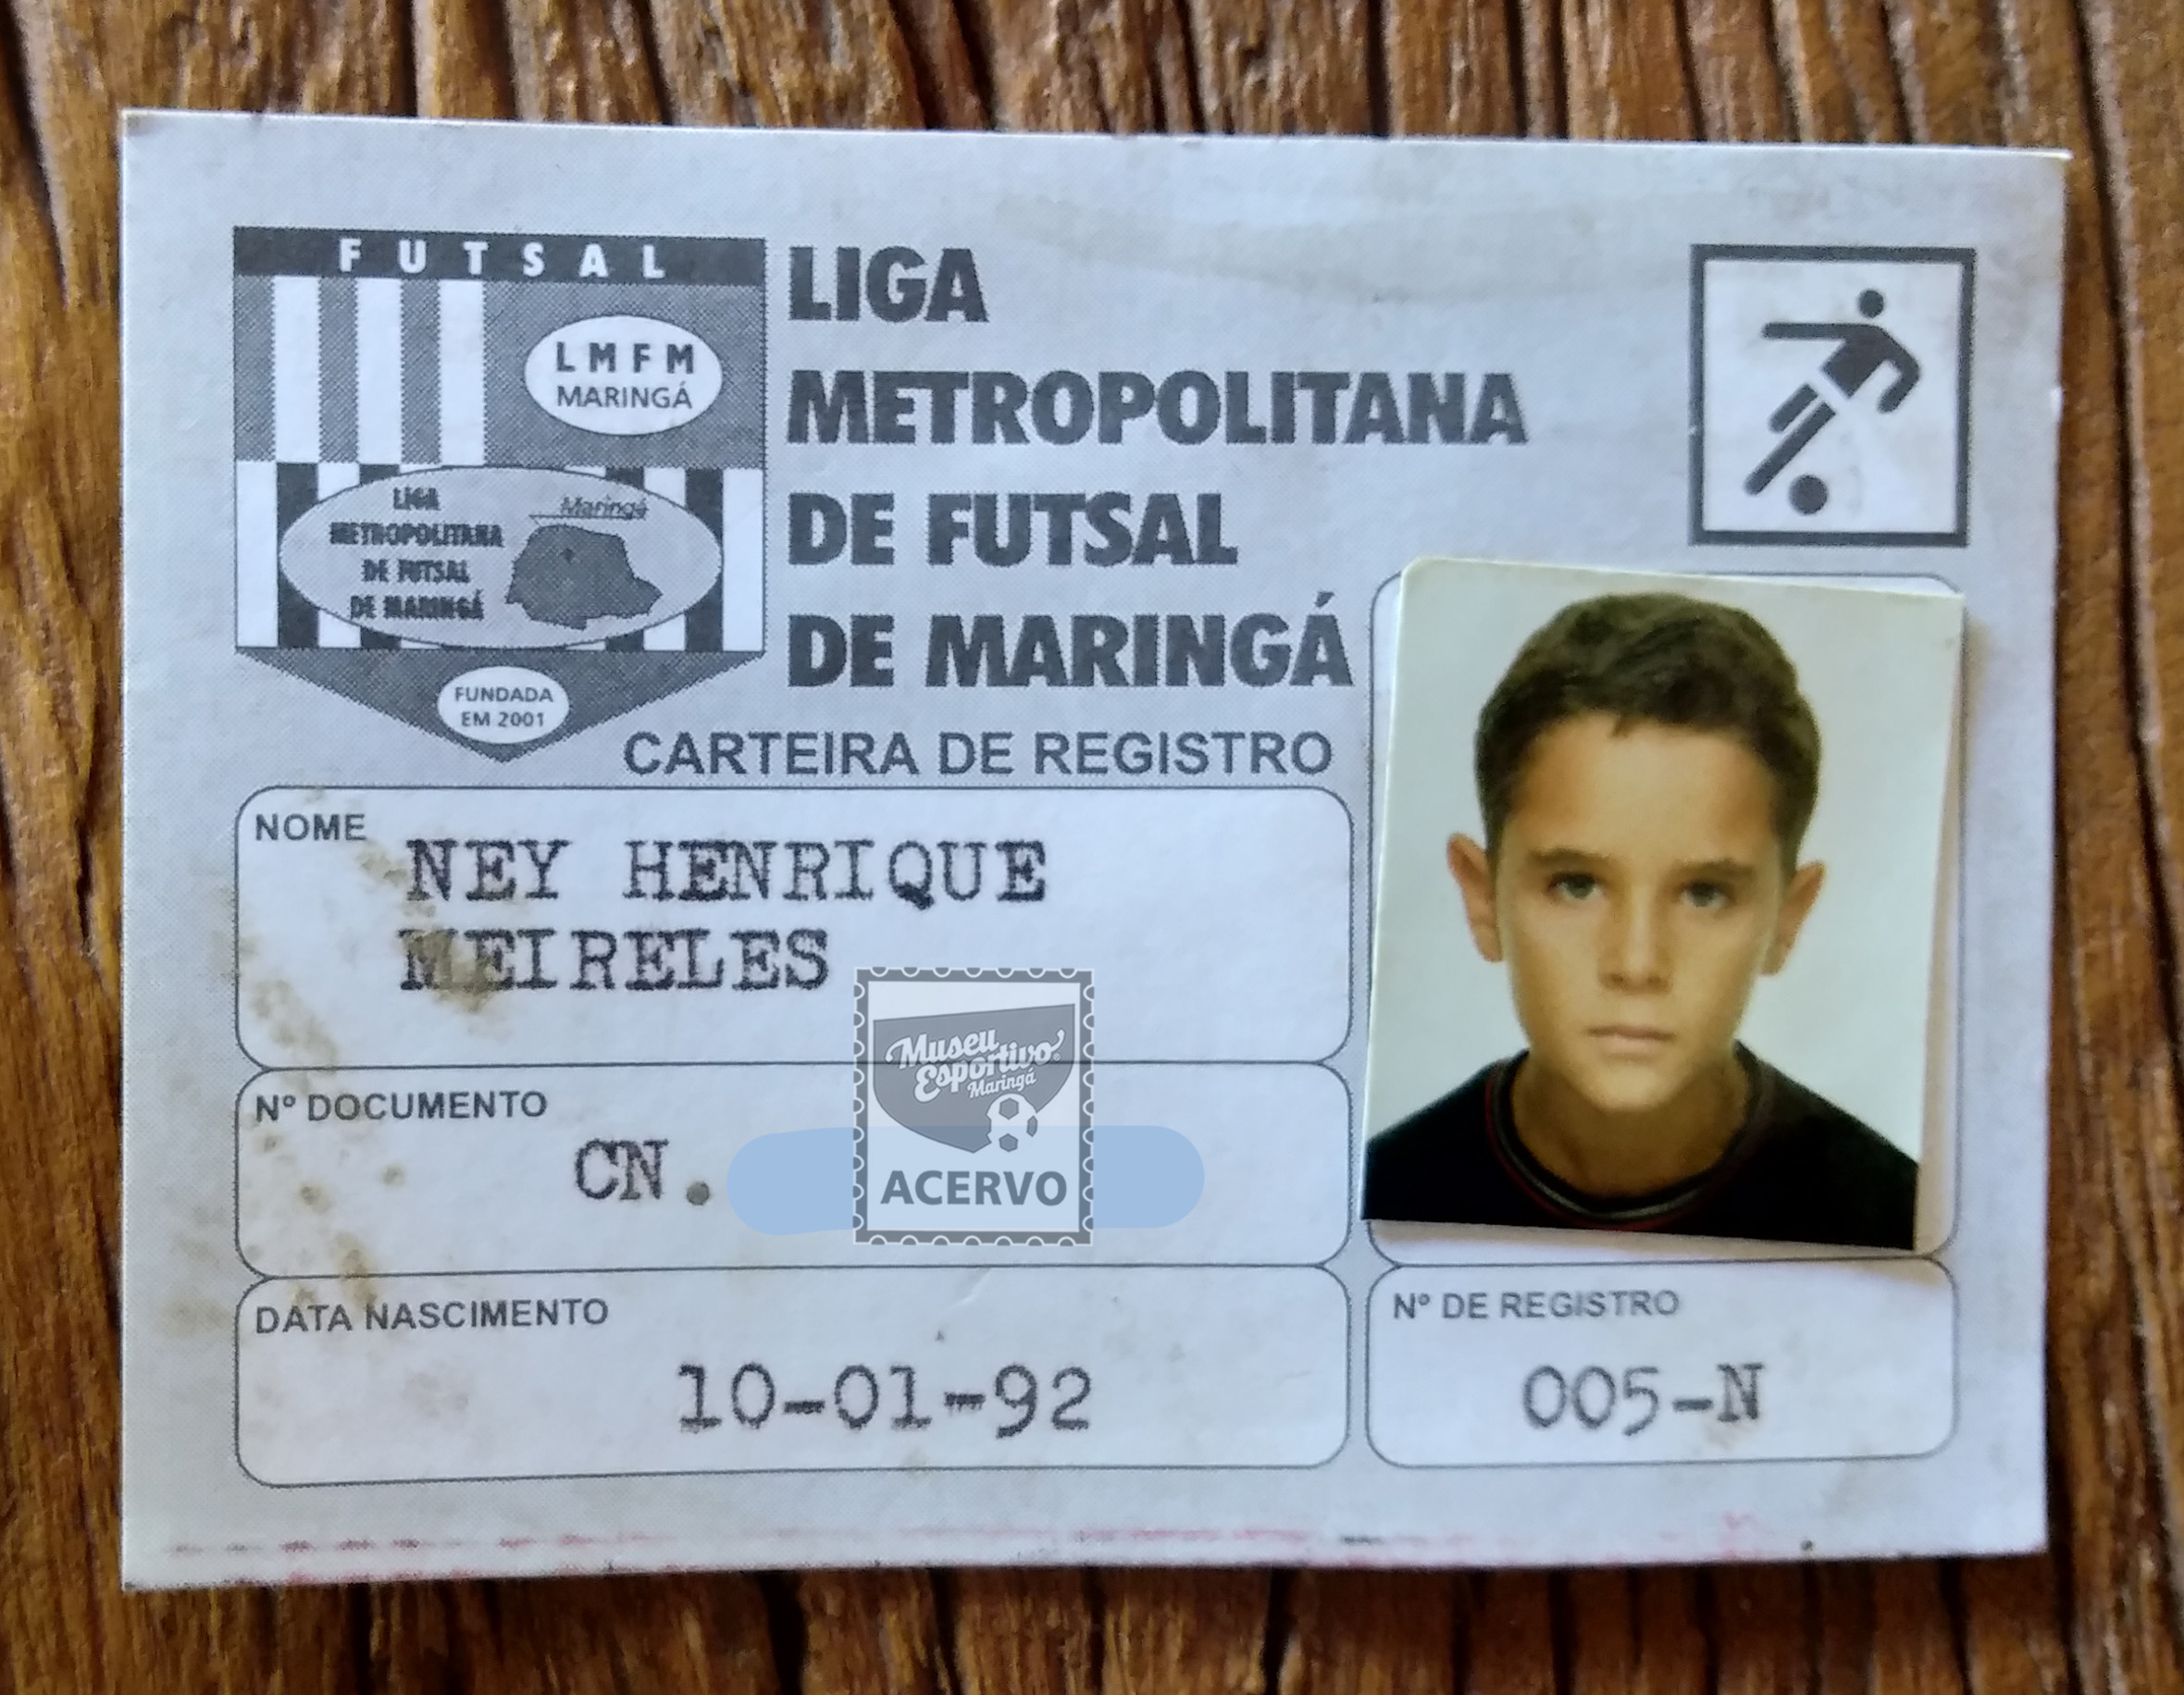 FUTSAL
LMFM
MARINGÁ
LIGA
METROPOLITANA
DE FUTSAL
DE MARINGÁ
Maringá
FUNDADA
EM 2001
LIGA
METROPOLITANA
DE FUTSAL
DE MARINGÁ
CARTEIRA DE REGISTRO
NOME
NEY HENRIQUE
MEIRELES
Nº DOCUMENTO
CN.
Museu
Esportivo
Maringá
ACERVO
DATA NASCIMENTO
10-01-92
Nº DE REGISTRO
005-N